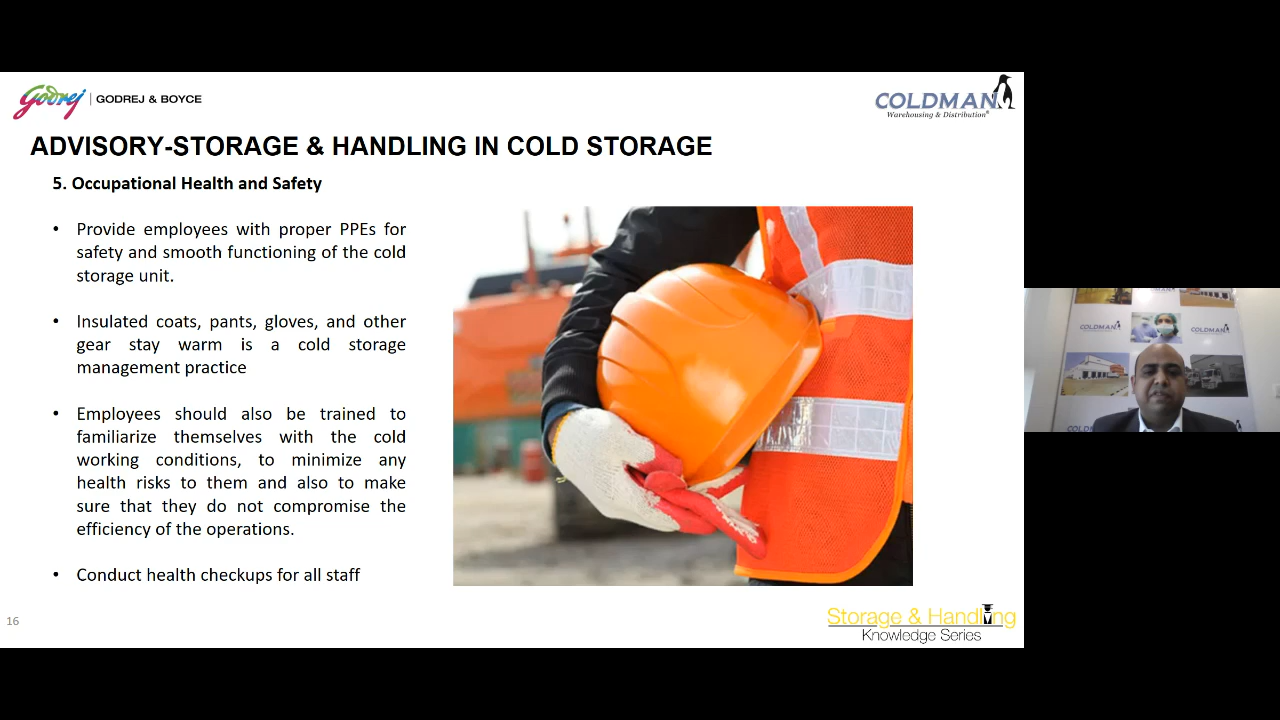 Godrej | GODREJ & BOYCE
COLDMAN
Warehousing & Distribution®
ADVISORY-STORAGE & HANDLING IN COLD STORAGE
5. Occupational Health and Safety
• Provide employees with proper PPEs for
safety and smooth functioning of the cold
storage unit.
• Insulated coats, pants, gloves, and other
gear stay warm is a cold storage
management practice
• Employees should also be trained to
familiarize themselves with the cold
working conditions, to minimize any
health risks to them and also to make
sure that they do not compromise the
efficiency of the operations.
• Conduct health checkups for all staff
16
Storage & Handling
Knowledge Series
COLDMAN
COLDMAN